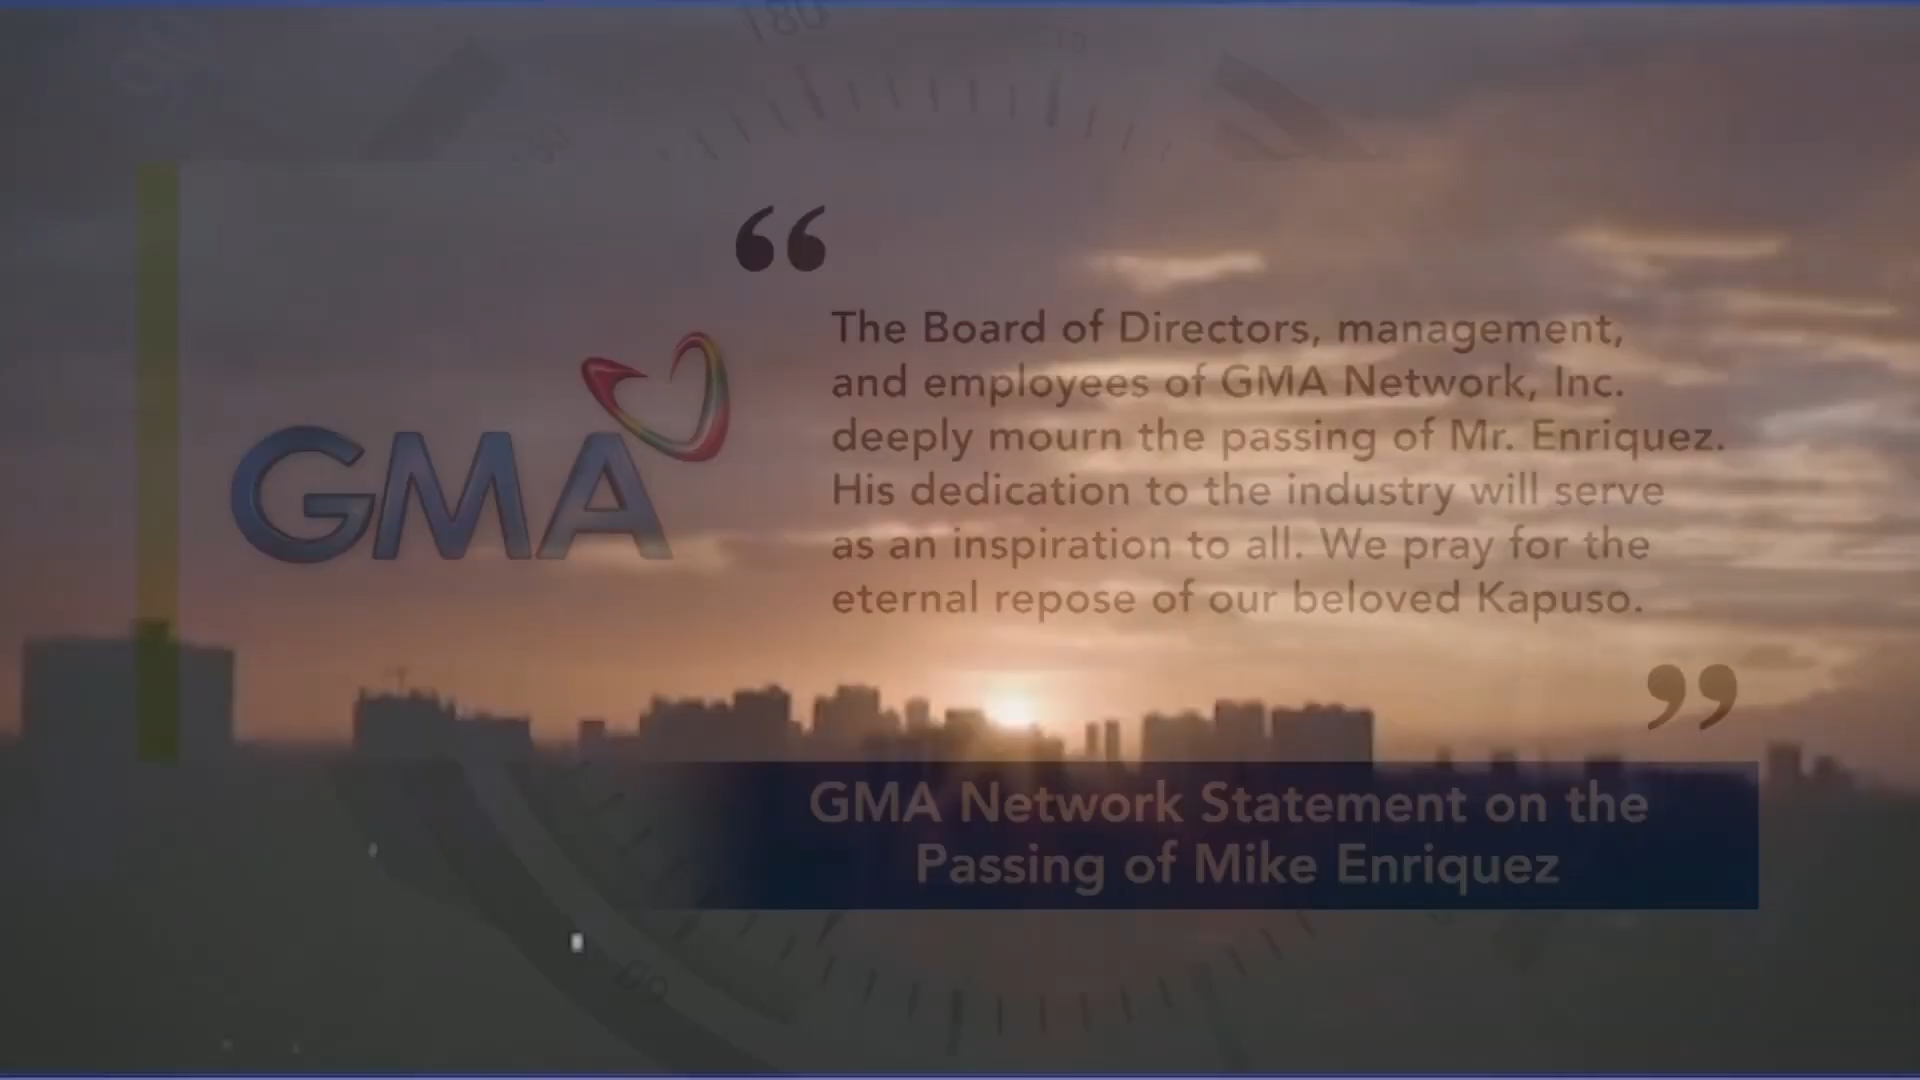 180
“
The Board of Directors, management,
and employees of GMA Network, Inc.
deeply mourn the passing of Mr. Enriquez.
His dedication to the industry will serve
as an inspiration to all. We pray for the
eternal repose of our beloved Kapuso.
”
GMA
GMA Network Statement on the
Passing of Mike Enriquez